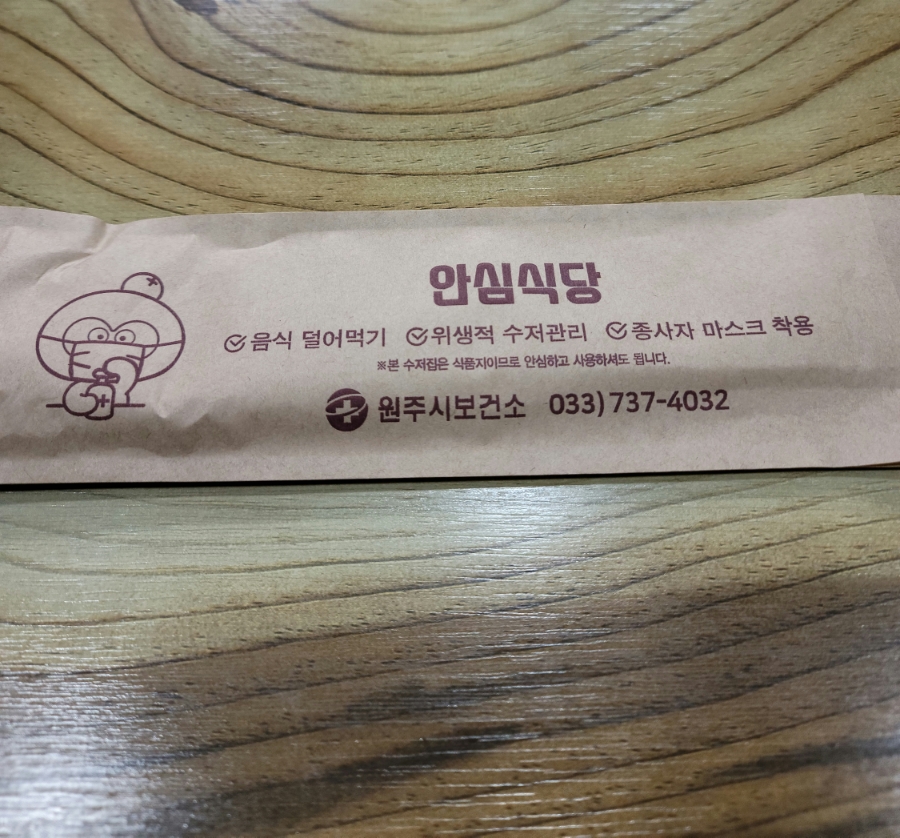 안심식당
음식 덜어먹기 위생적 수저관리 종사자 마스크 착용
※본 수저집은 식품지이므로 안심하고 사용하셔도 됩니다.
원주시보건소 033)737-4032